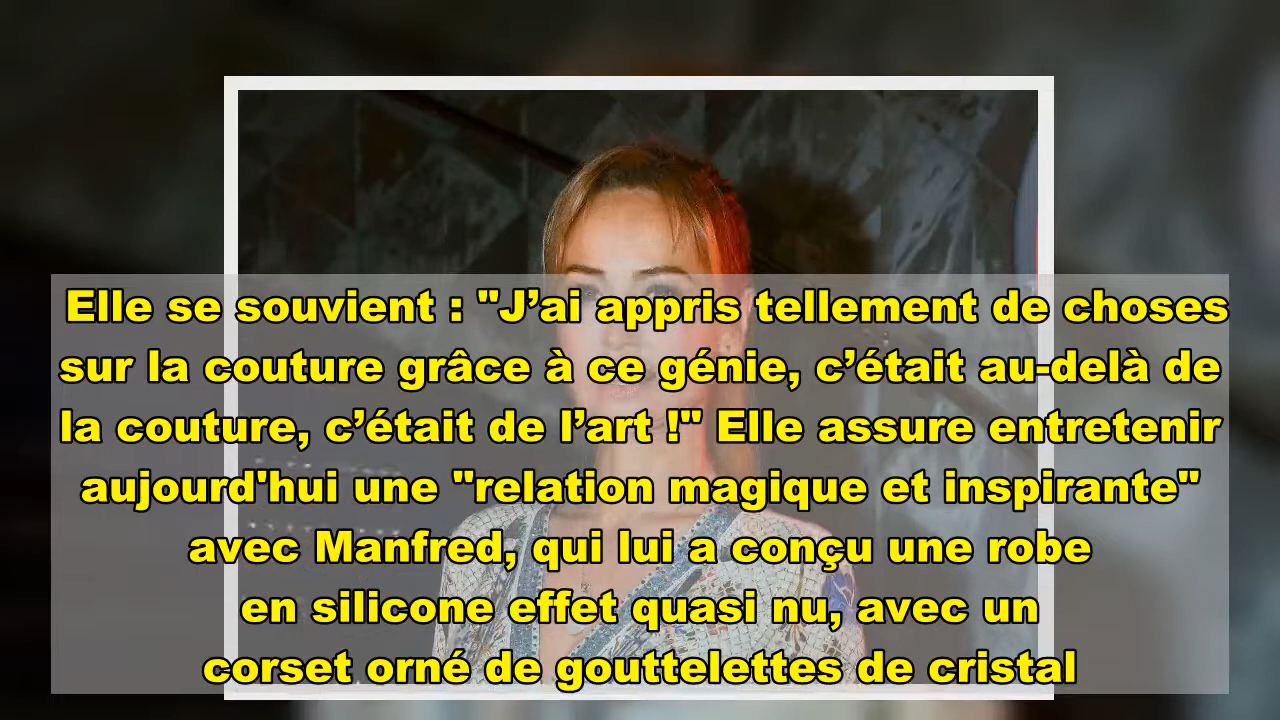 Elle se souvient : "J’ai appris tellement de choses
sur la couture grâce à ce génie, c’était au-delà de
la couture, c’était de l’art !" Elle assure entretenir
aujourd'hui une "relation magique et inspirante"
avec Manfred, qui lui a conçu une robe
en silicone effet quasi nu, avec un
corset orné de gouttelettes de cristal